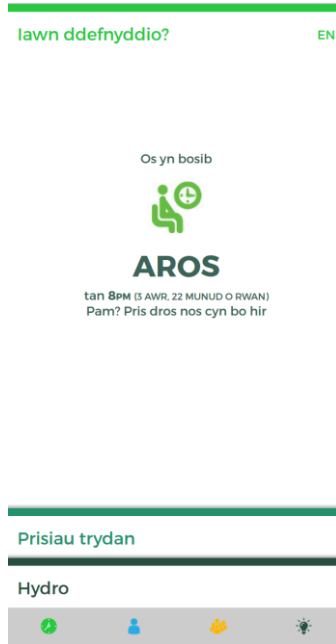 Iawn ddefnyddio?
EN
Os yn bosib
AROS
tan 8PM (3 AWR, 22 MUNUD O RWAN)
Pam? Pris dros nos cyn bo hir
Prisiau trydan
Hydro